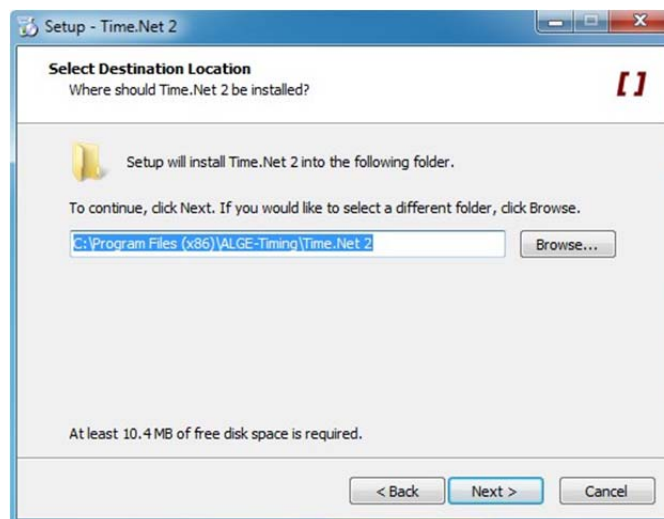 Setup - Time.Net 2
Select Destination Location
Where should Time.Net 2 be installed?
[ ]
Setup will install Time.Net 2 into the following folder.
To continue, click Next. If you would like to select a different folder, click Browse.
C:\Program Files (x86)\ALGE-Timing\Time.Net 2
Browse...
At least 10.4 MB of free disk space is required.
< Back
Next >
Cancel